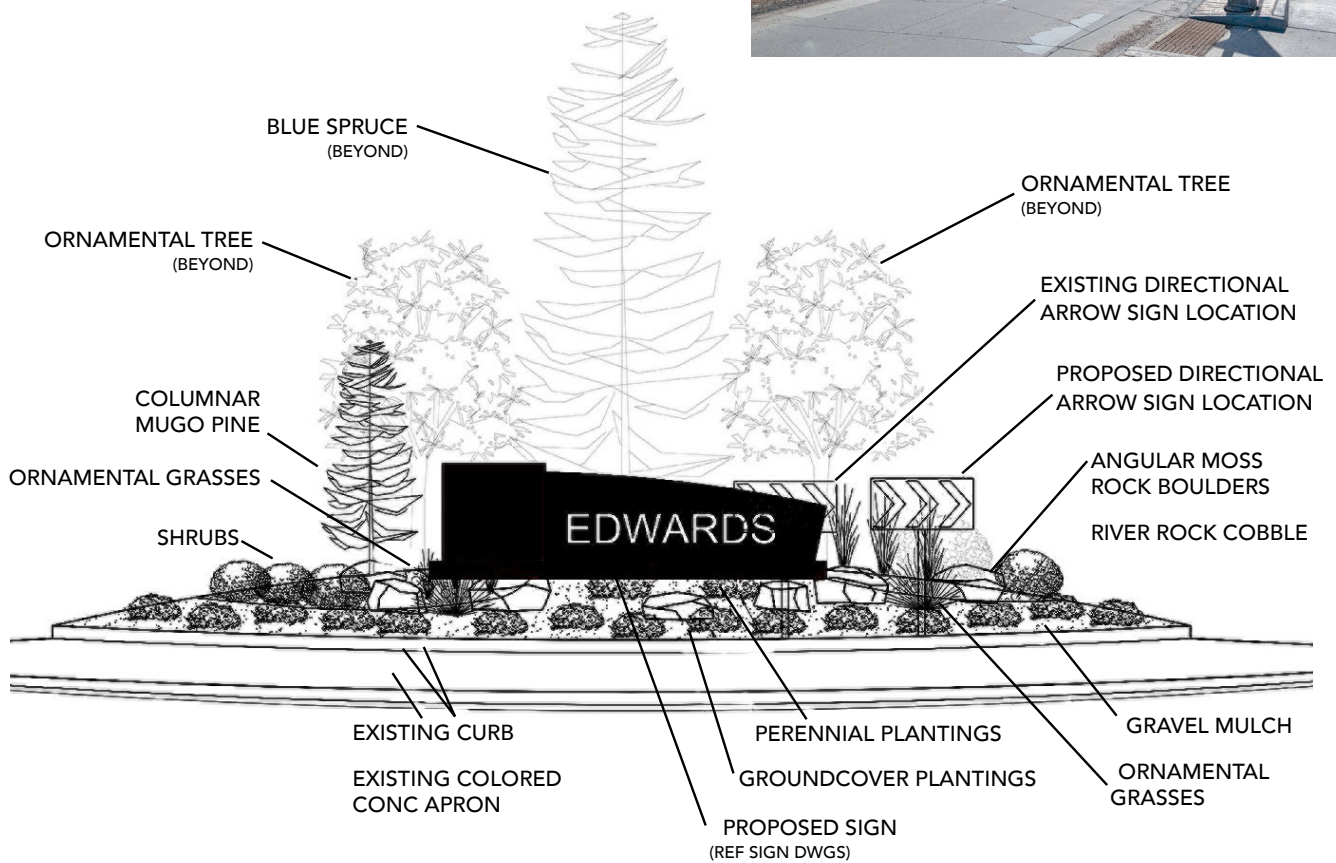 BLUE SPRUCE
(BEYOND)
ORNAMENTAL TREE
(BEYOND)
ORNAMENTAL TREE
(BEYOND)
EXISTING DIRECTIONAL
ARROW SIGN LOCATION
PROPOSED DIRECTIONAL
ARROW SIGN LOCATION
COLUMNAR
MUGO PINE
ORNAMENTAL GRASSES
ANGULAR MOSS
ROCK BOULDERS
RIVER ROCK COBBLE
SHRUBS
EDWARDS
EXISTING CURB
EXISTING COLORED
CONC APRON
PERENNIAL PLANTINGS
GROUNDCOVER PLANTINGS
PROPOSED SIGN
(REF SIGN DWGS)
GRAVEL MULCH
ORNAMENTAL
GRASSES